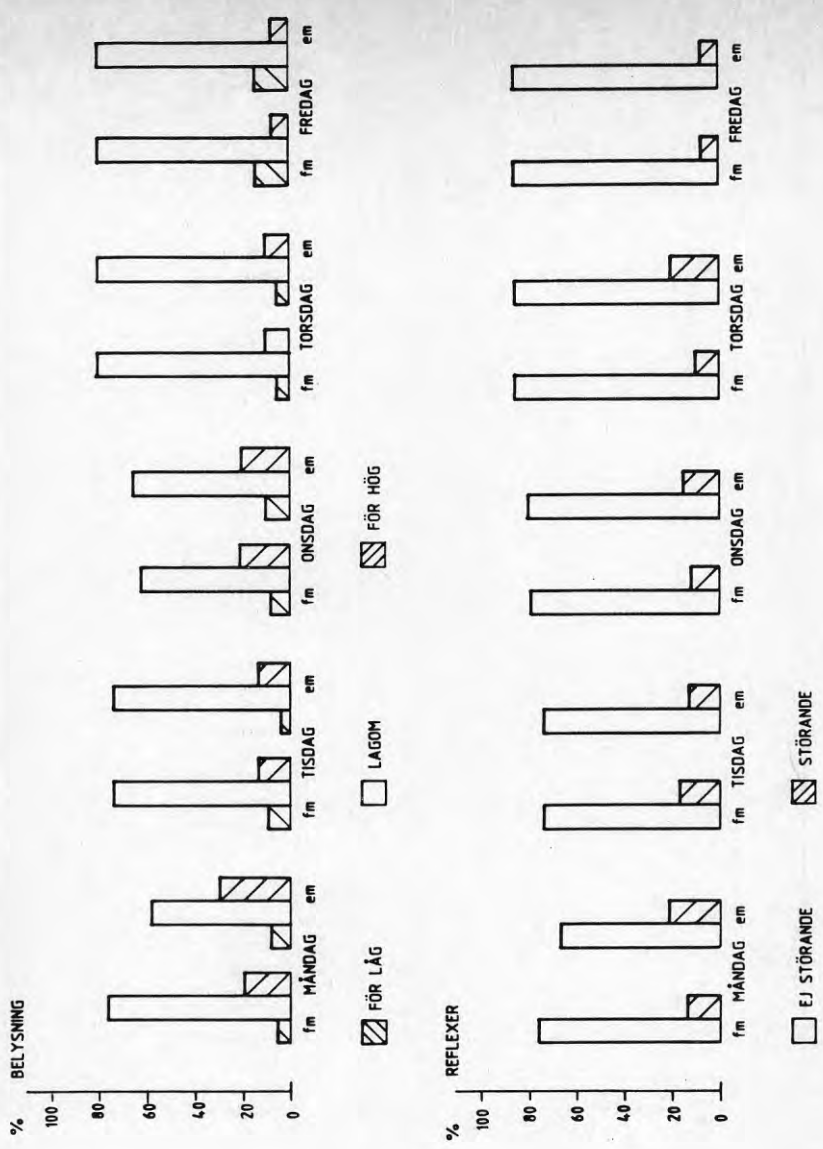 BELYSNING
%
100
80
60
40
20
0
fm em fm em fm em fm em fm em
MÅNDAG TISDAG ONSDAG TORSDAG FREDAG
FÖR LÅG LAGOM FÖR HÖG
REFLEXER
%
100
80
60
40
20
0
fm MÅNDAG em fm TISDAG em fm ONSDAG em fm TORSDAG em fm FREDAG em
EJ STÖRANDE STÖRANDE